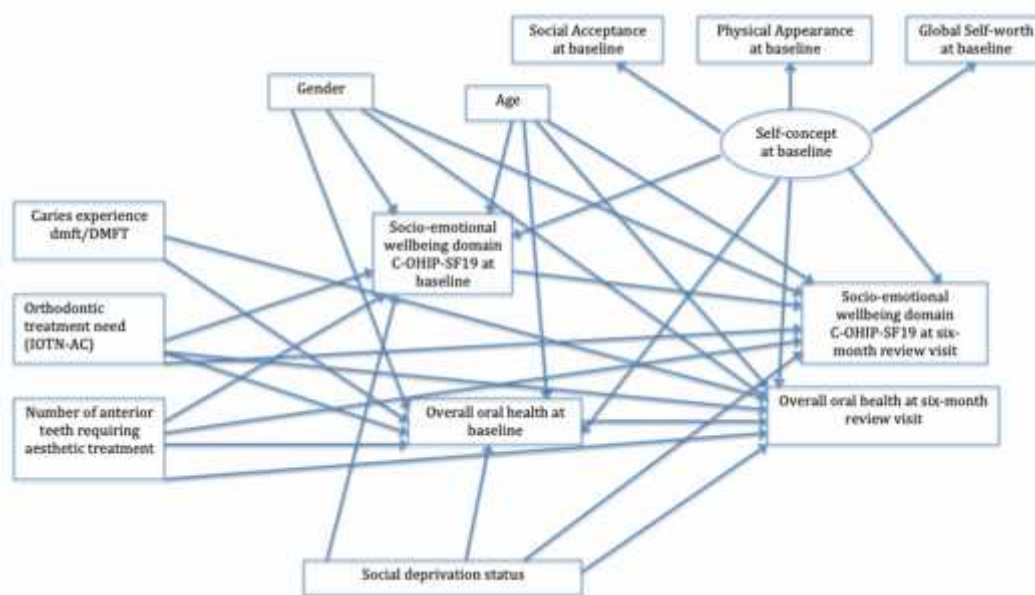 Social Acceptance
at baseline
Physical Appearance
at baseline
Global Self-worth
at baseline
Gender
Age
Self-concept
at baseline
Caries experience
dmft/DMFT
Socio-emotional
wellbeing domain
C-OHIP-SF19 at
baseline
Orthodontic
treatment need
(IOTN-AC)
Socio-emotional
wellbeing domain
C-OHIP-SF19 at six-
month review visit
Number of anterior
teeth requiring
aesthetic treatment
Overall oral health at
baseline
Overall oral health at six-month
review visit
Social deprivation status